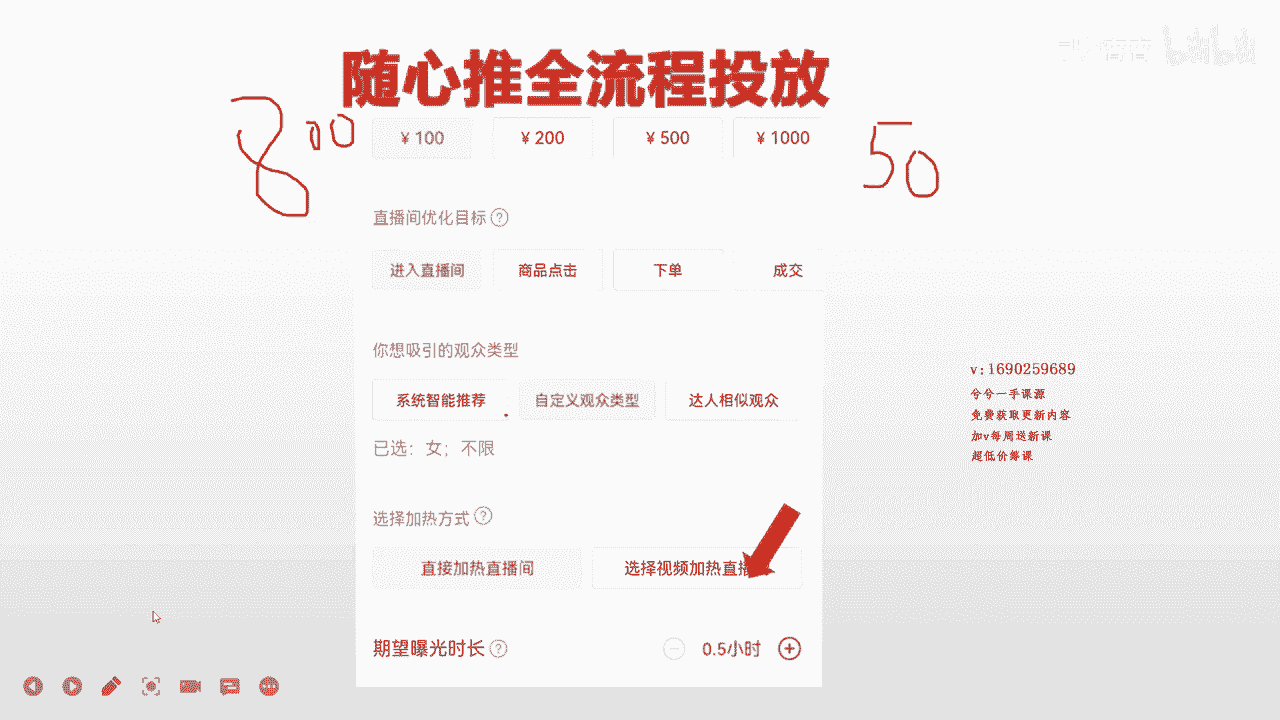 随心推全流程投放
800
¥ 100 ¥ 200 ¥ 500 ¥ 1000
50
直播间优化目标 ?
进入直播间 商品点击 下单 成交
你想吸引的观众类型
系统智能推荐 自定义观众类型 达人相似观众
已选：女；不限
选择加热方式 ?
直接加热直播间 选择视频加热直播
期望曝光时长 ? 0.5小时
v:1690259689
兮兮一手课源
免费获取更新内容
加v每周送新课
超低价筹课
bilibili